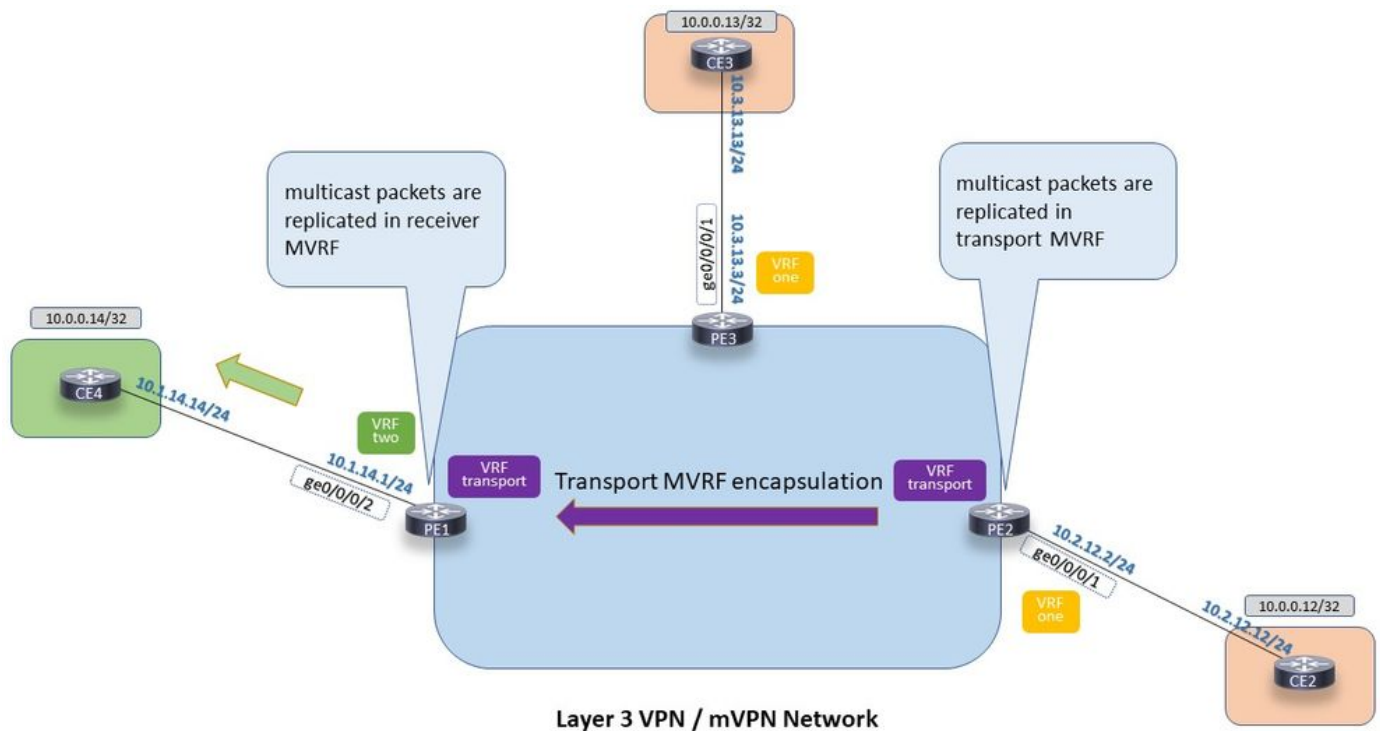 10.0.0.13/32
CE3
10.3.13.13/24
multicast packets are
replicated in receiver
MVRF
multicast packets are
replicated in
transport MVRF
ge0/0/0/1
10.3.13.3/24
VRF
one
10.0.0.14/32
PE3
CE4
10.1.14.14/24
VRF
two
10.1.14.1/24
ge0/0/0/2
VRF
transport
Transport MVRF encapsulation
VRF
transport
PE1
PE2
10.2.12.2/24
ge0/0/0/1
VRF
one
10.0.0.12/32
10.2.12.12/24
CE2
Layer 3 VPN / mVPN Network